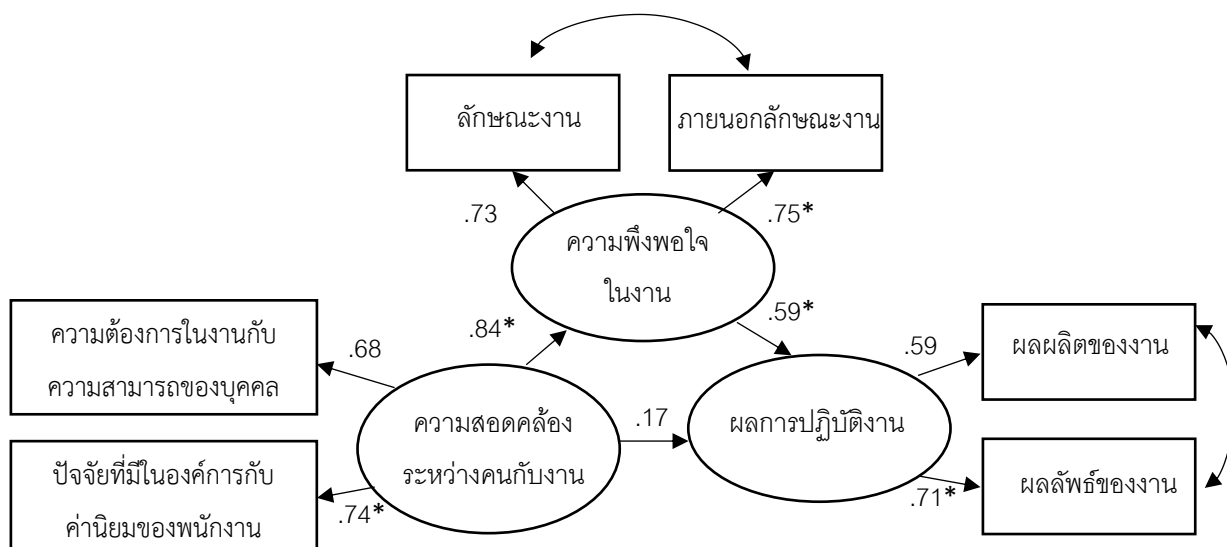 ลักษณะงาน
ภายนอกลักษณะงาน
.73
.75*
ความพึงพอใจ
ในงาน
ความต้องการในงานกับ
ความสามารถของบุคคล
.68
.84*
.59*
.59
ผลผลิตของงาน
ความสอดคล้อง
ระหว่างคนกับงาน
.17
ผลการปฏิบัติงาน
ปัจจัยที่มีในองค์การกับ
ค่านิยมของพนักงาน
.74*
.71*
ผลลัพธ์ของงาน